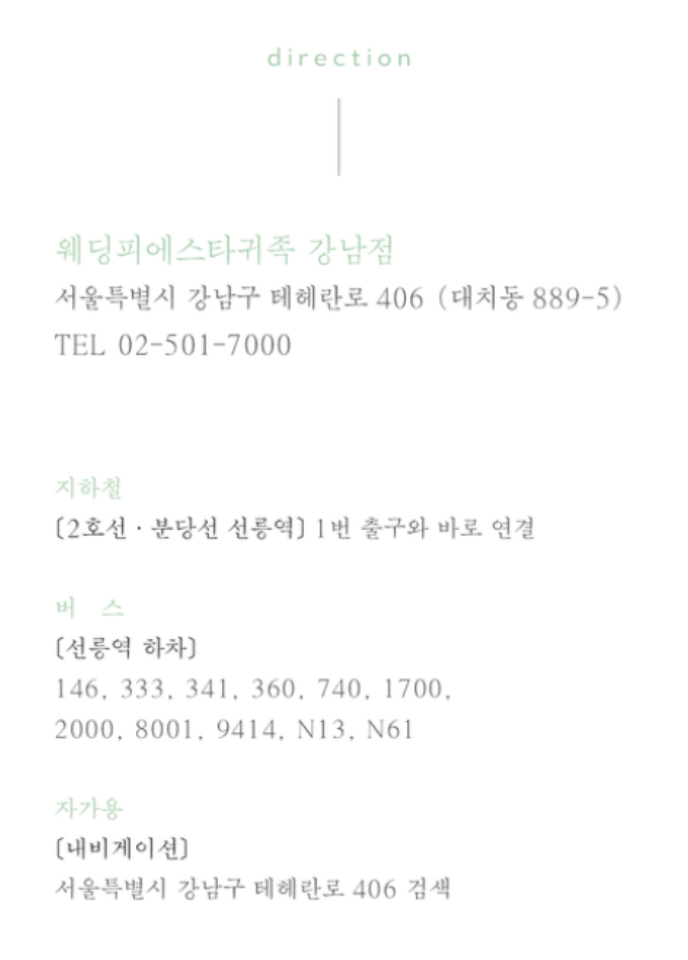 direction
웨딩피에스타귀족 강남점
서울특별시 강남구 테헤란로 406 (대치동 889-5)
TEL 02-501-7000
지하철
[2호선 · 분당선 선릉역] 1번 출구와 바로 연결
버 스
[선릉역 하차]
146, 333, 341, 360, 740, 1700,
2000, 8001, 9414, N13, N61
자가용
[내비게이션]
서울특별시 강남구 테헤란로 406 검색